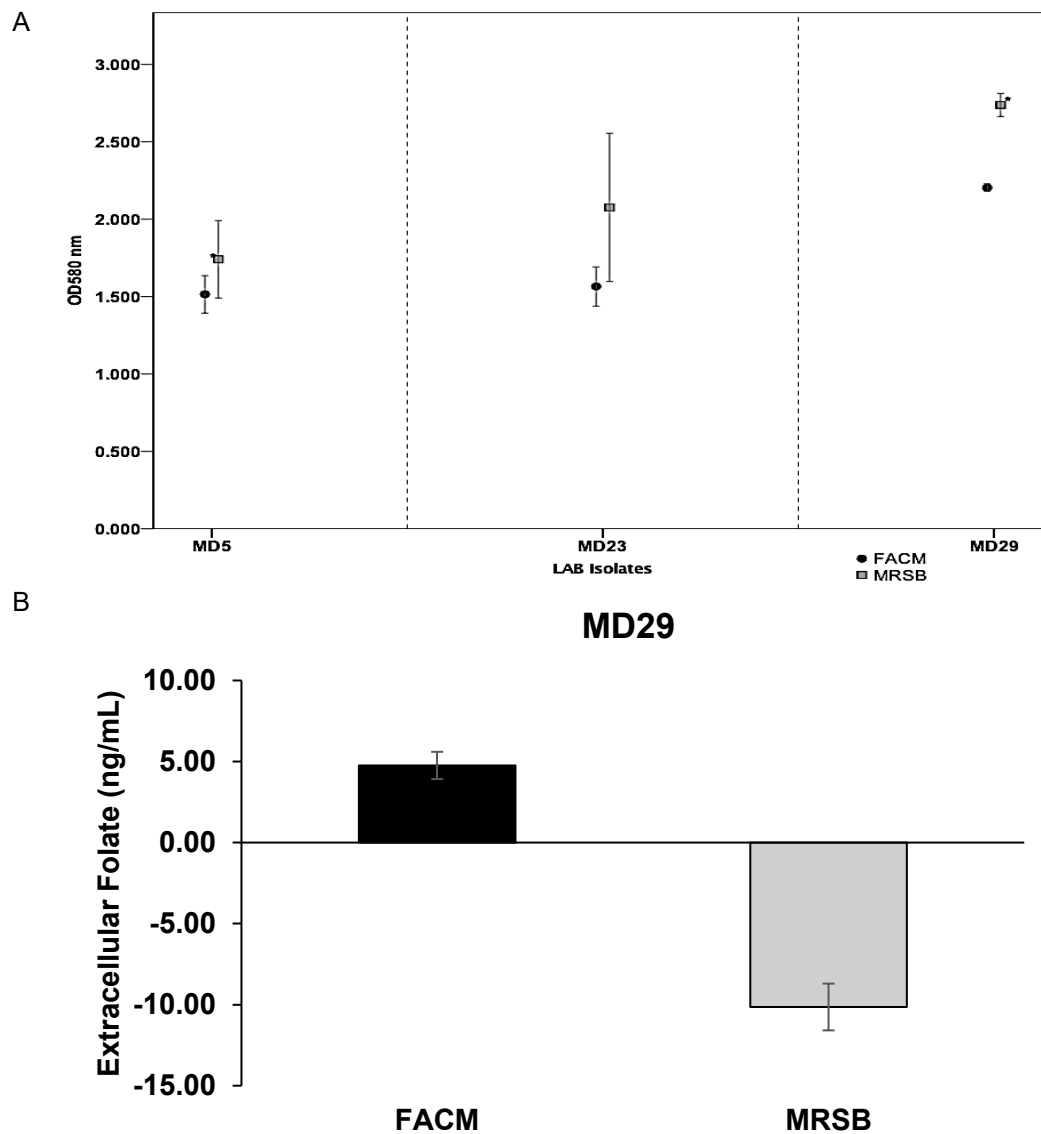 A
3.000
2.500
2.000
1.500
1.000
0.500
0.000
OD580 nm
*
*
MD5
MD23
MD29
LAB Isolates
FACM
MRSB
B
MD29
10.00
5.00
0.00
-5.00
-10.00
-15.00
Extracellular Folate (ng/mL)
FACM
MRSB